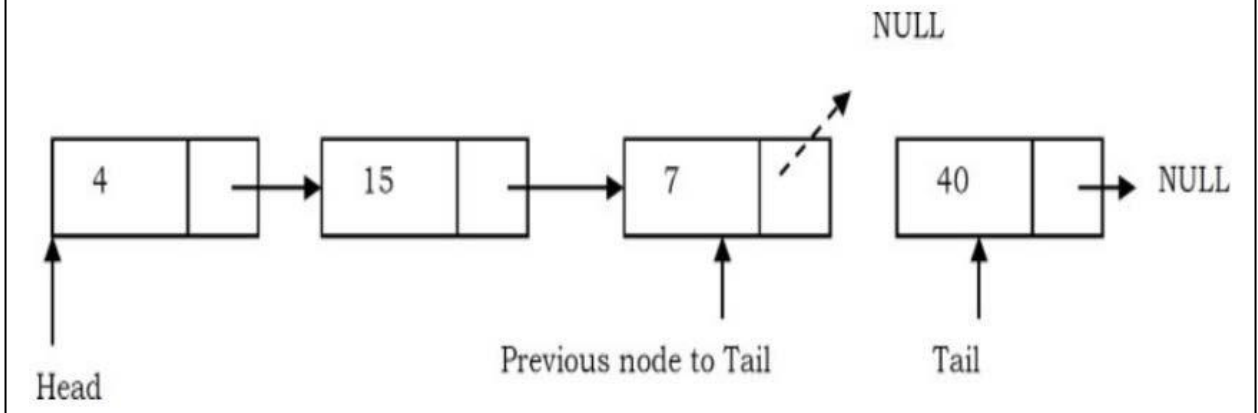 NULL
4
15
7
40
NULL
Previous node to Tail
Tail
Head